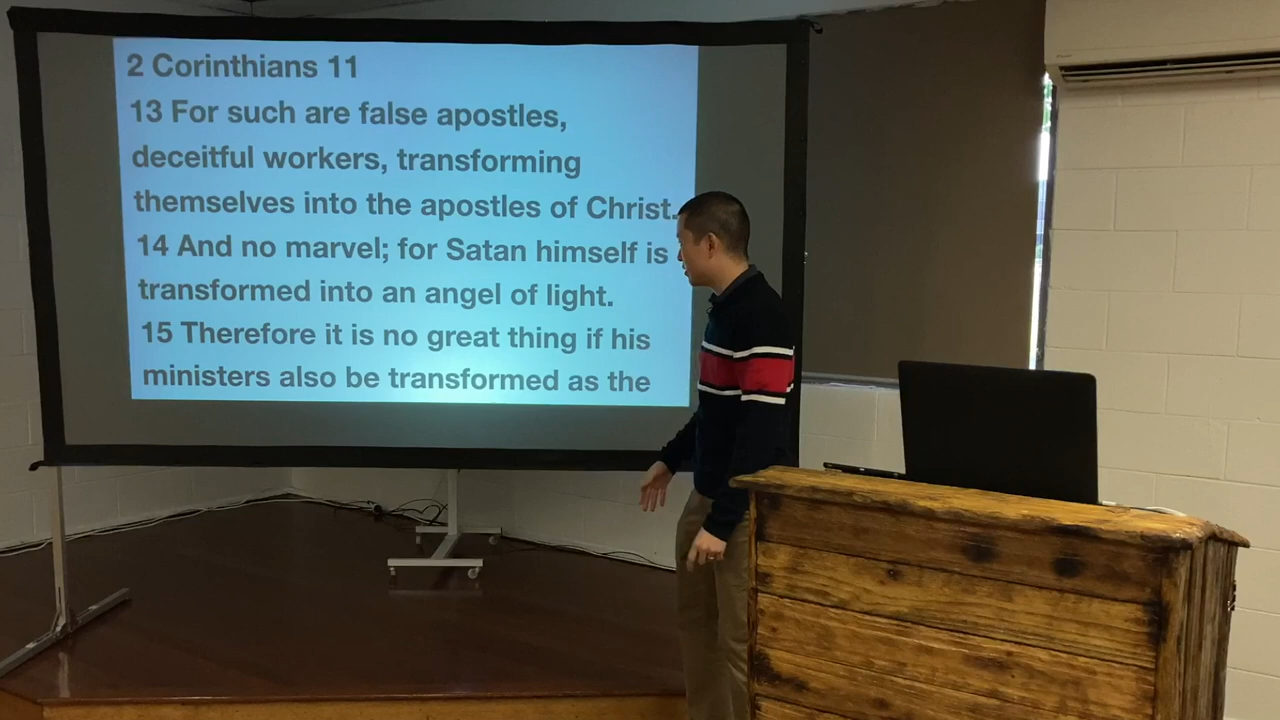 2 Corinthians 11
13 For such are false apostles,
deceitful workers, transforming
themselves into the apostles of Christ.
14 And no marvel; for Satan himself is
transformed into an angel of light.
15 Therefore it is no great thing if his
ministers also be transformed as the